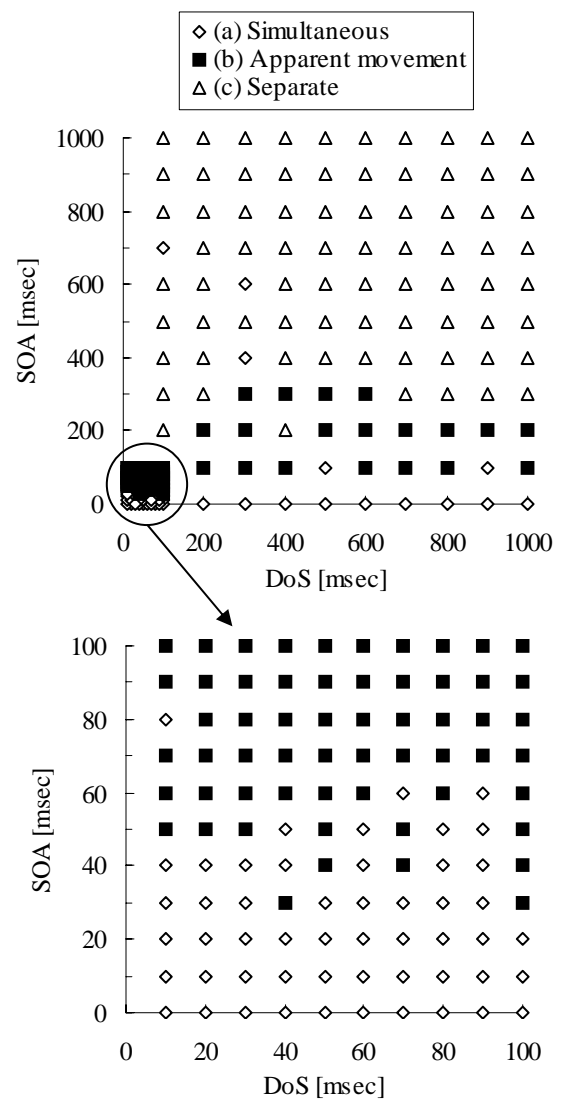 (a) Simultaneous
(b) Apparent movement
(c) Separate
1000
800
600
400
200
0
SOA [msec]
0 200 400 600 800 1000
DoS [msec]
100
80
60
40
20
0
SOA [msec]
0 20 40 60 80 100
DoS [msec]